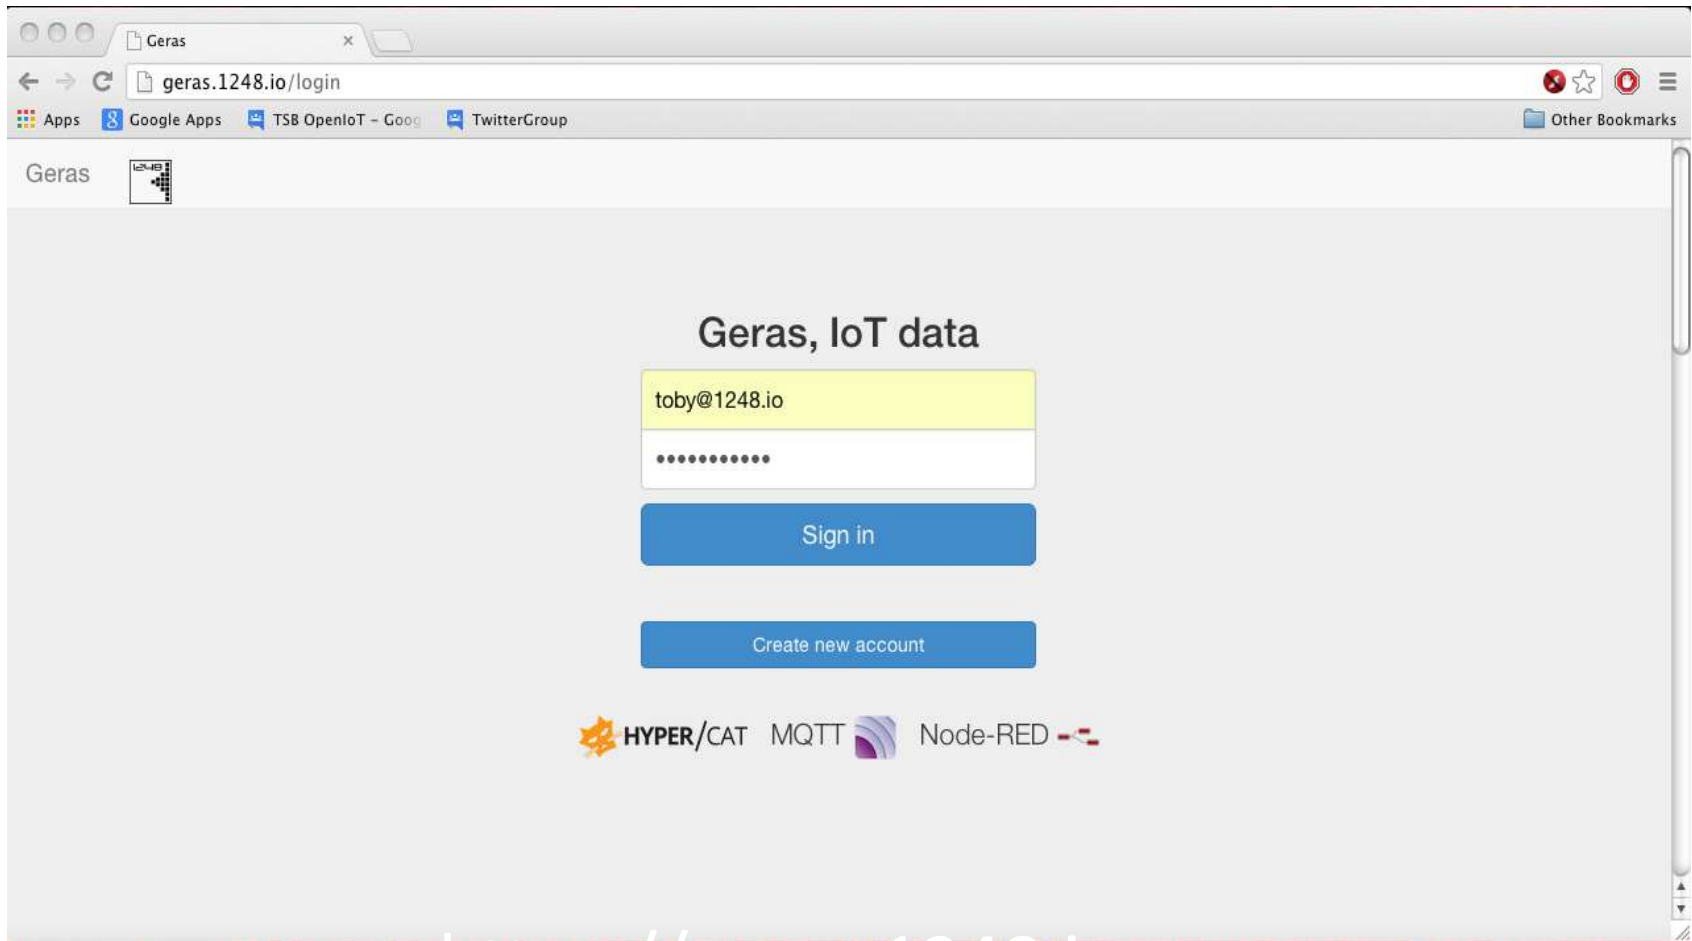 Geras
geras.1248.io/login
Apps Google Apps TSB OpenIoT – Goog TwitterGroup Other Bookmarks
Geras 1248
Geras, IoT data
toby@1248.io
•••••••••••
Sign in
Create new account
HYPER/CAT MQTT Node-RED